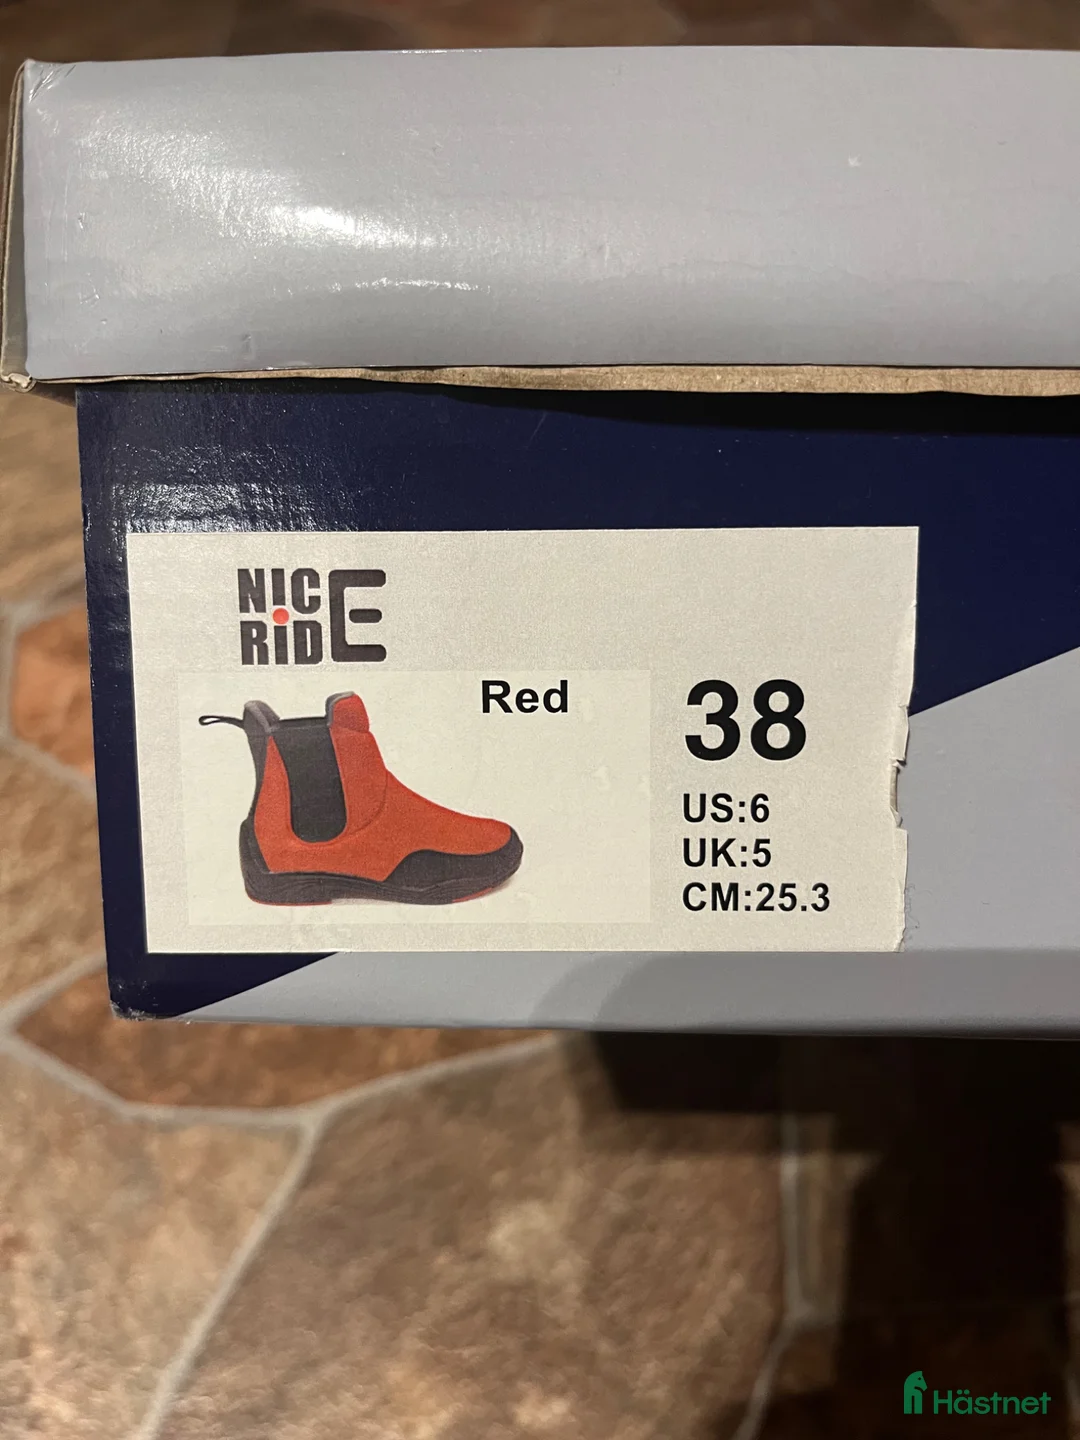 NICE
RiDE
Red
38
US:6
UK:5
CM:25.3
Hästnet